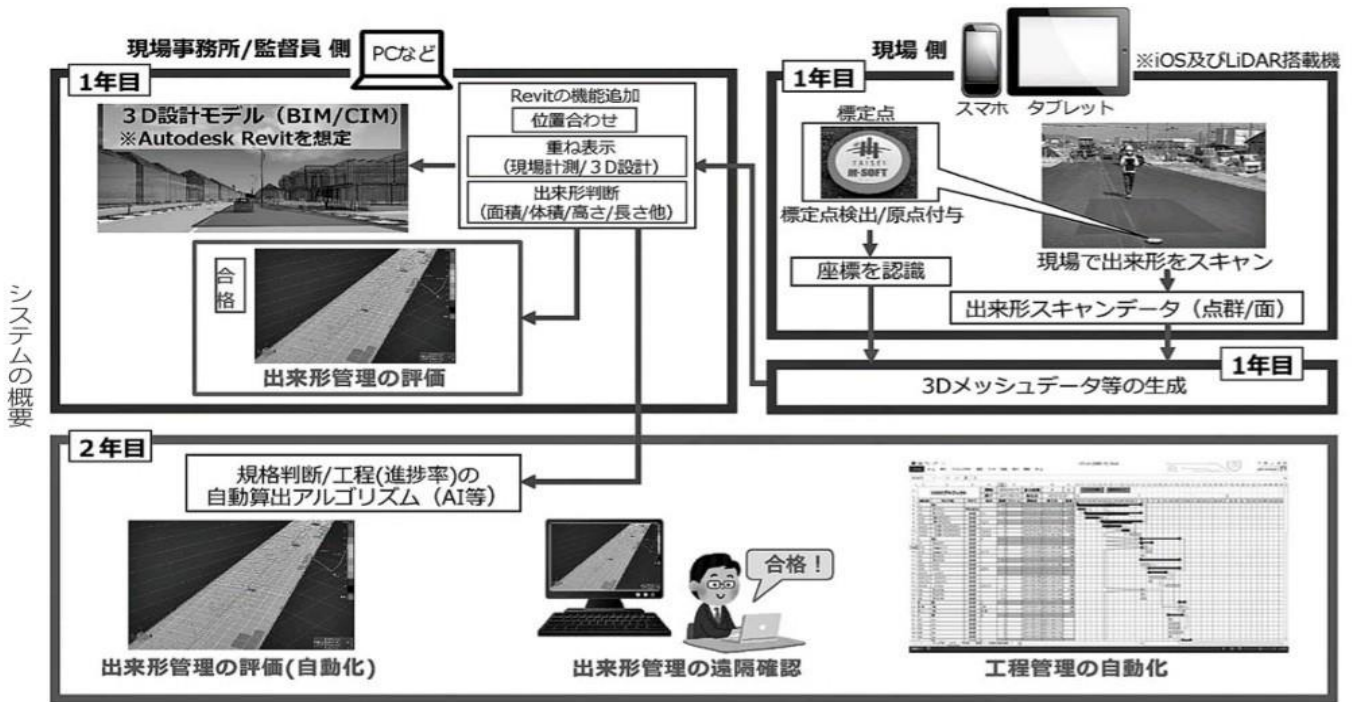 システムの概要
現場事務所/監督員 側
PCなど
1年目
3D設計モデル（BIM/CIM）
※Autodesk Revitを想定
Revitの機能追加
位置合わせ
重ね表示
（現場計測/3D設計）
出来形判断
（面積/体積/高さ/長さ他）
合格
出来形管理の評価
現場 側
※iOS及びLiDAR搭載機
1年目
スマホ
タブレット
標定点
TAISEI
M-SOFT
標定点検出/原点付与
座標を認識
現場で出来形をスキャン
出来形スキャンデータ（点群/面）
1年目
3Dメッシュデータ等の生成
2年目
規格判断/工程(進捗率)の
自動算出アルゴリズム（AI等）
出来形管理の評価(自動化)
合格！
出来形管理の遠隔確認
工程管理の自動化